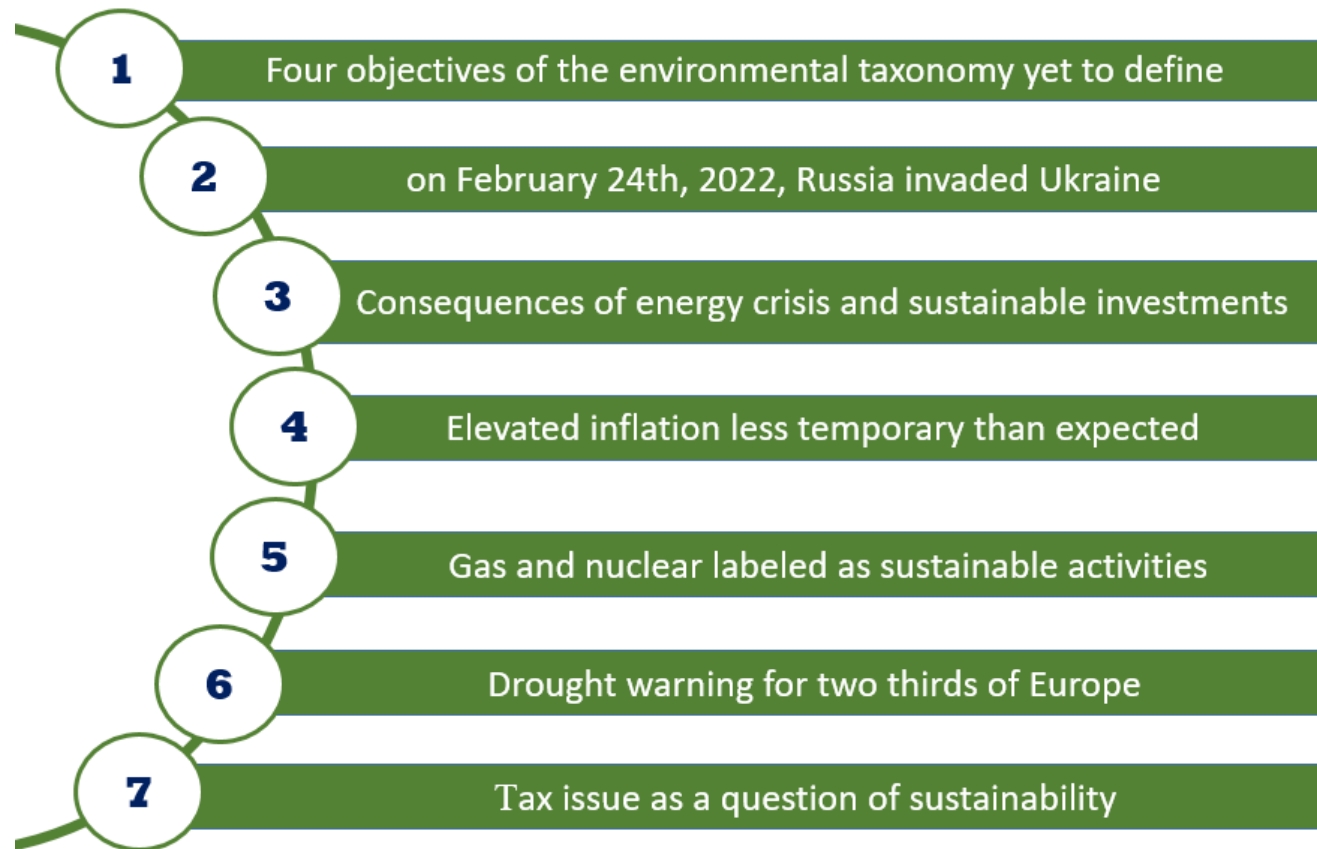 1 Four objectives of the environmental taxonomy yet to define
2 on February 24th, 2022, Russia invaded Ukraine
3 Consequences of energy crisis and sustainable investments
4 Elevated inflation less temporary than expected
5 Gas and nuclear labeled as sustainable activities
6 Drought warning for two thirds of Europe
7 Tax issue as a question of sustainability